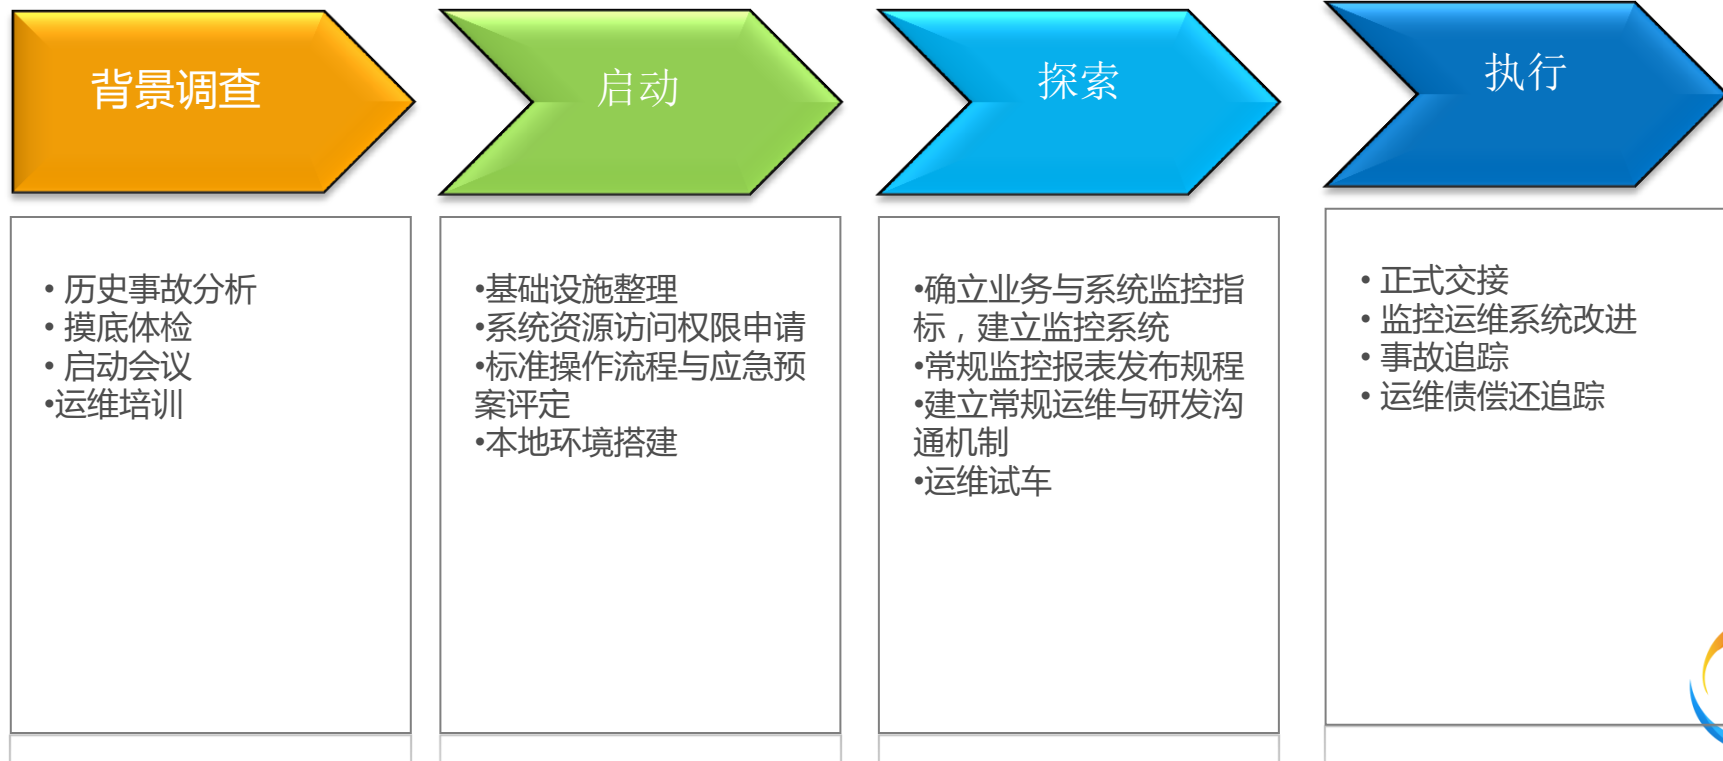 背景调查
• 历史事故分析
• 摸底体检
• 启动会议
•运维培训
启动
•基础设施整理
•系统资源访问权限申请
•标准操作流程与应急预
案评定
•本地环境搭建
探索
•确立业务与系统监控指
标，建立监控系统
•常规监控报表发布规程
•建立常规运维与研发沟
通机制
•运维试车
执行
• 正式交接
• 监控运维系统改进
• 事故追踪
• 运维债偿还追踪